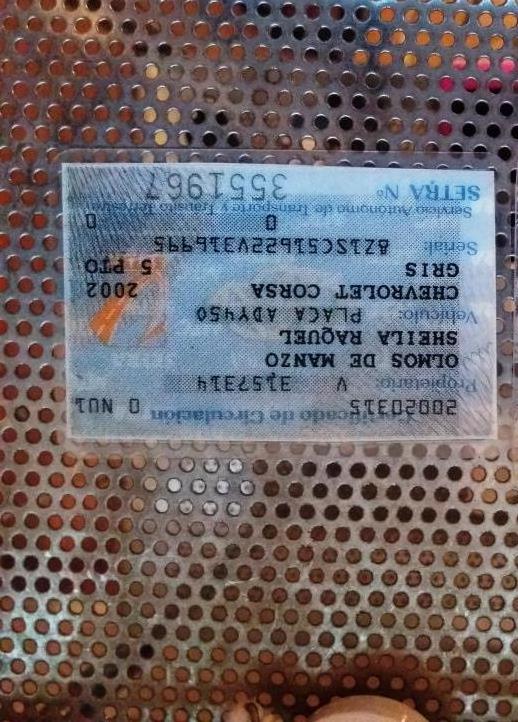 Certificado de Circulación
20020315 0 NU1
Propietario: V 3157314
OLMOS DE MANZO
SHEILA RAQUEL
Vehículo: PLACA ADY450
CHEVROLET CORSA 2002
GRIS 5 PTO
Serial: 8Z1SC51622V316995
0 0
Servicio Autónomo de Transporte y Tránsito Terrestre
SETRA Nº 3551967